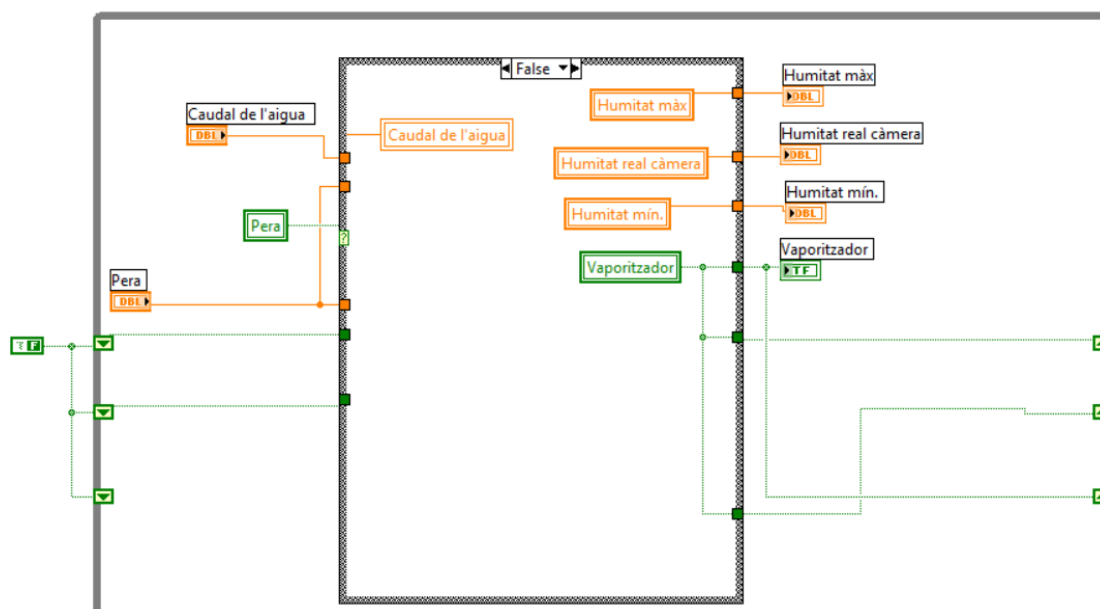 False
Humitat màx
DBL
Humitat màx
Caudal de l'aigua
DBL
Caudal de l'aigua
Humitat real càmera
DBL
Humitat real càmera
Humitat mín.
DBL
Humitat mín.
Pera
?
Vaporitzador
TF
Vaporitzador
Pera
DBL
F